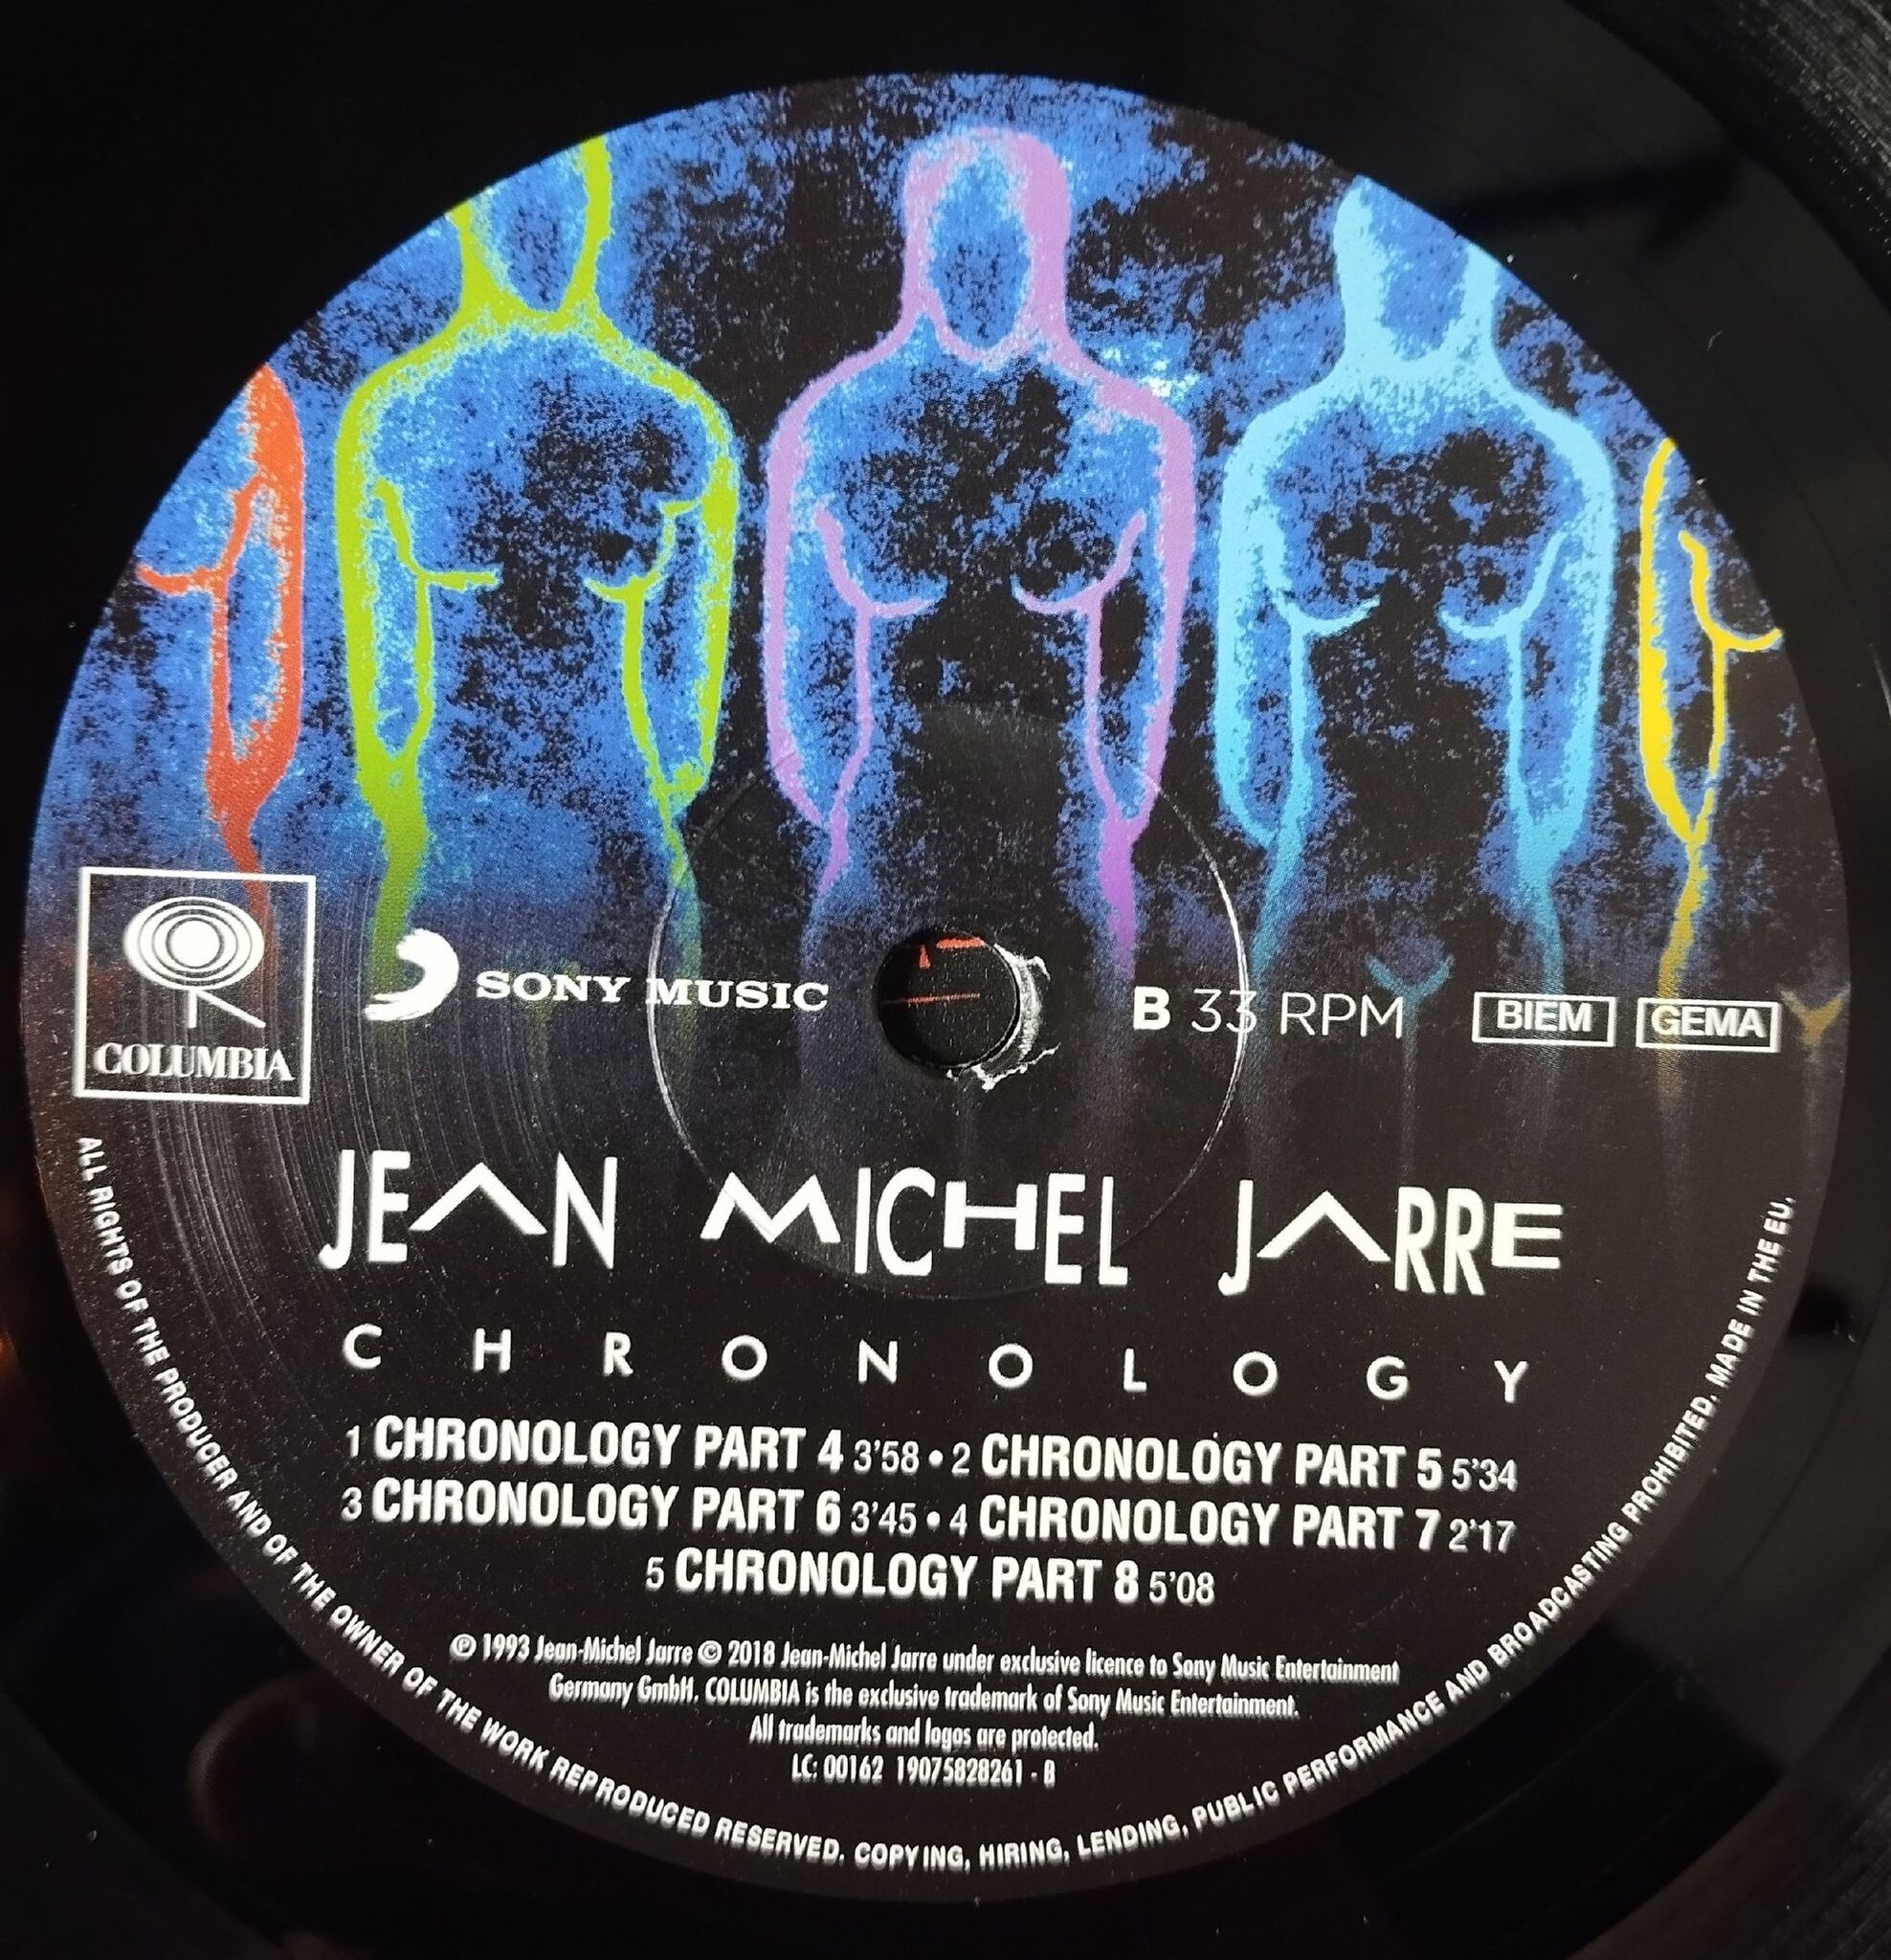 COLUMBIA
SONY MUSIC
B 33 RPM
BIEM
GEMA
JEAN MICHEL JARRE
CHRONOLOGY
1 CHRONOLOGY PART 4 3'58 • 2 CHRONOLOGY PART 5 5'34
3 CHRONOLOGY PART 6 3'45 • 4 CHRONOLOGY PART 7 2'17
5 CHRONOLOGY PART 8 5'08
℗ 1993 Jean-Michel Jarre © 2018 Jean-Michel Jarre under exclusive licence to Sony Music Entertainment
Germany GmbH. COLUMBIA is the exclusive trademark of Sony Music Entertainment.
All trademarks and logos are protected.
LC: 00162 19075828261 - B
ALL RIGHTS OF THE PRODUCER AND OF THE OWNER OF THE WORK REPRODUCED RESERVED. COPYING, HIRING, LENDING, PUBLIC PERFORMANCE AND BROADCASTING PROHIBITED. MADE IN THE EU.